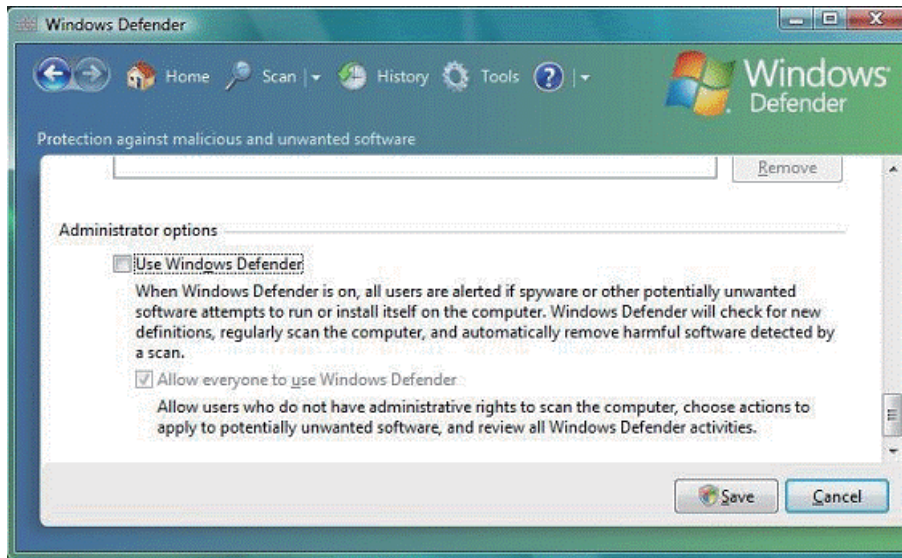 Windows Defender
Home Scan History Tools ?
Windows
Defender
Protection against malicious and unwanted software
Remove
Administrator options
Use Windows Defender
When Windows Defender is on, all users are alerted if spyware or other potentially unwanted
software attempts to run or install itself on the computer. Windows Defender will check for new
definitions, regularly scan the computer, and automatically remove harmful software detected by
a scan.
Allow everyone to use Windows Defender
Allow users who do not have administrative rights to scan the computer, choose actions to
apply to potentially unwanted software, and review all Windows Defender activities.
Save Cancel